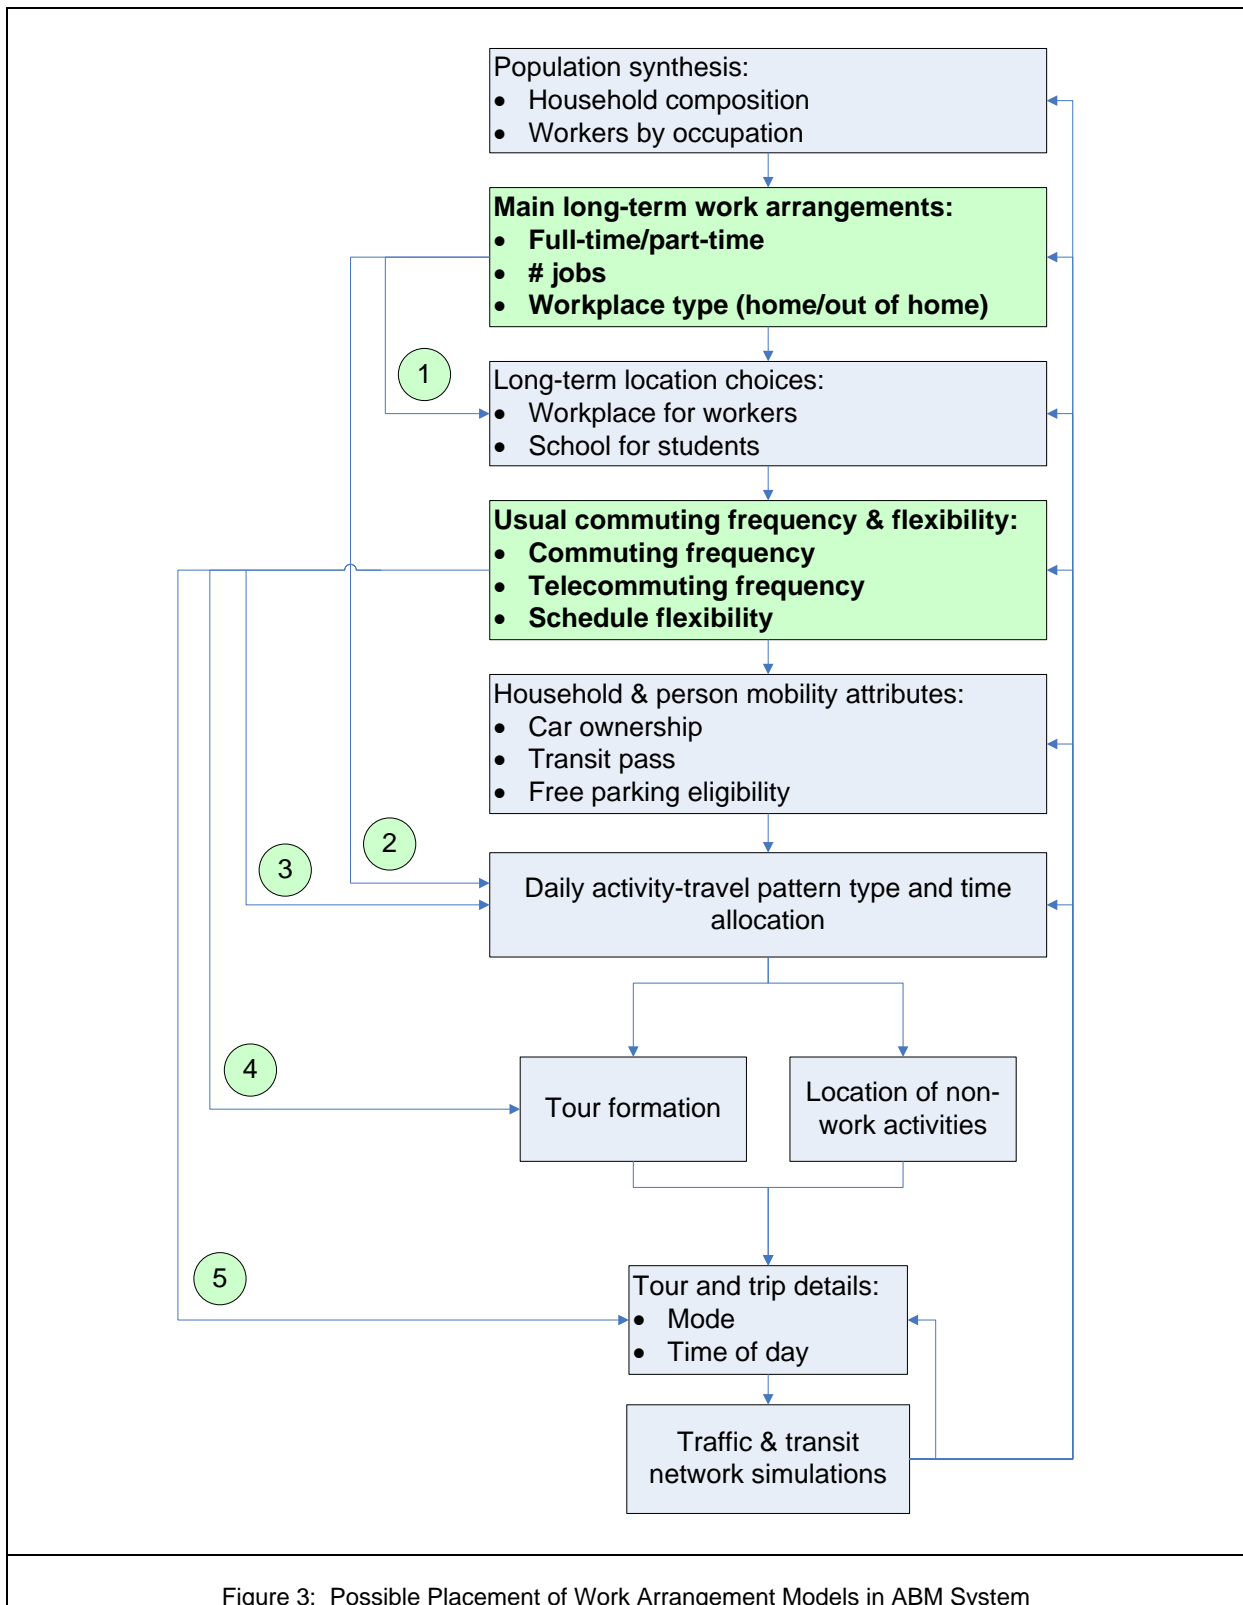 Population synthesis:
• Household composition
• Workers by occupation
Main long-term work arrangements:
• Full-time/part-time
• # jobs
• Workplace type (home/out of home)
1
Long-term location choices:
• Workplace for workers
• School for students
Usual commuting frequency & flexibility:
• Commuting frequency
• Telecommuting frequency
• Schedule flexibility
Household & person mobility attributes:
• Car ownership
• Transit pass
• Free parking eligibility
2
3
Daily activity-travel pattern type and time
allocation
4
Tour formation
Location of non-
work activities
5
Tour and trip details:
• Mode
• Time of day
Traffic & transit
network simulations
Figure 3: Possible Placement of Work Arrangement Models in ABM System